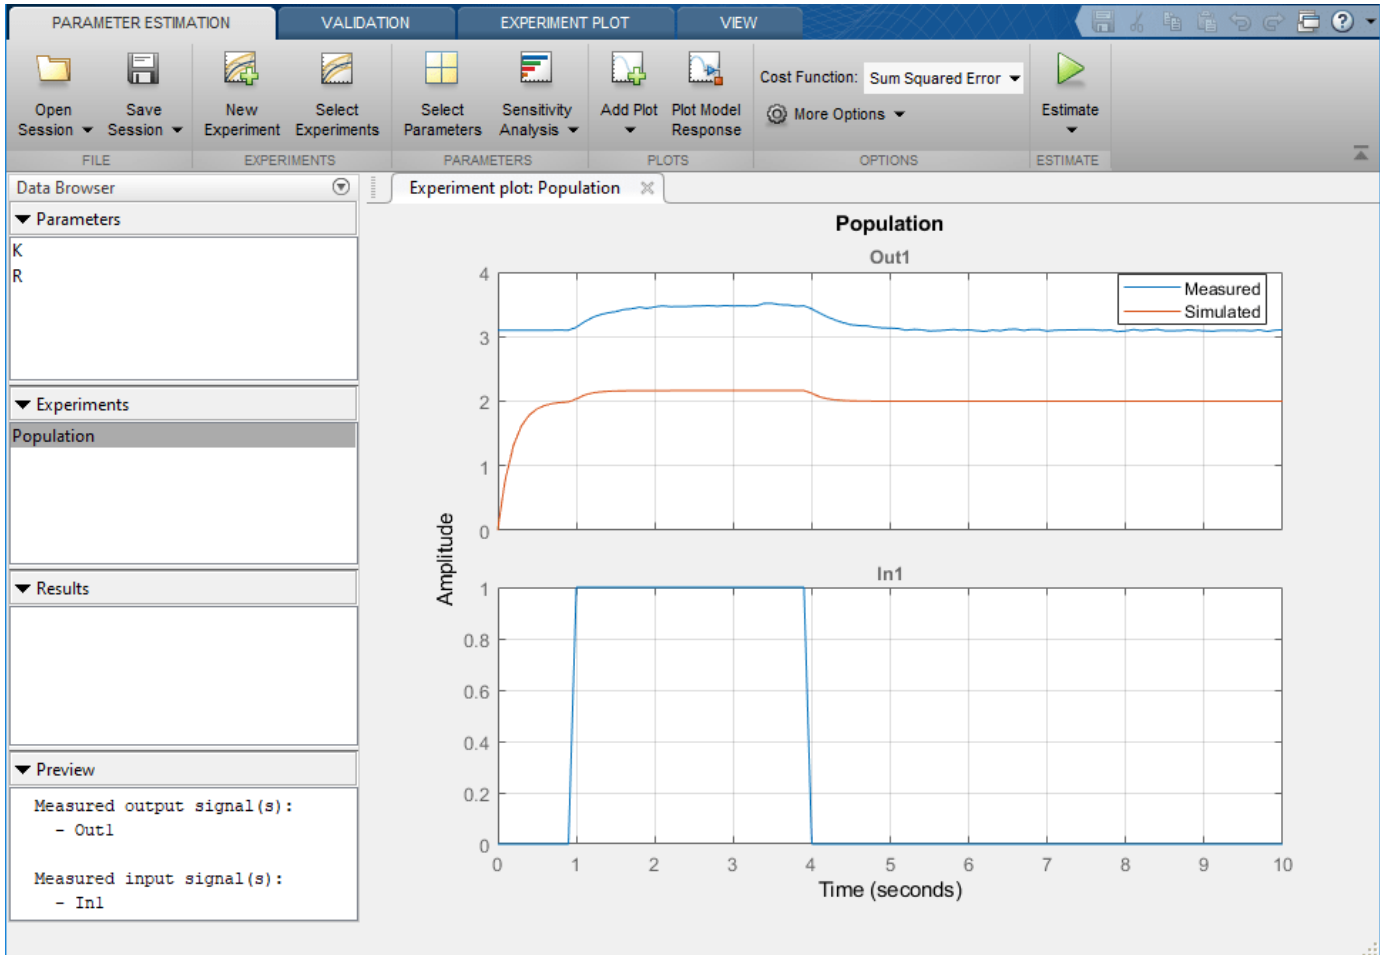 PARAMETER ESTIMATION
VALIDATION
EXPERIMENT PLOT
VIEW
Open Session
Save Session
New Experiment
Select Experiments
Select Parameters
Sensitivity Analysis
Add Plot
Plot Model Response
Cost Function: Sum Squared Error
More Options
Estimate
FILE
EXPERIMENTS
PARAMETERS
PLOTS
OPTIONS
ESTIMATE
Data Browser
Parameters
K
R
Experiments
Population
Results
Preview
Measured output signal(s):
- Out1
Measured input signal(s):
- In1
Experiment plot: Population
Population
Out1
Measured
Simulated
4
3
2
1
0
Amplitude
In1
1
0.8
0.6
0.4
0.2
0
0 1 2 3 4 5 6 7 8 9 10
Time (seconds)